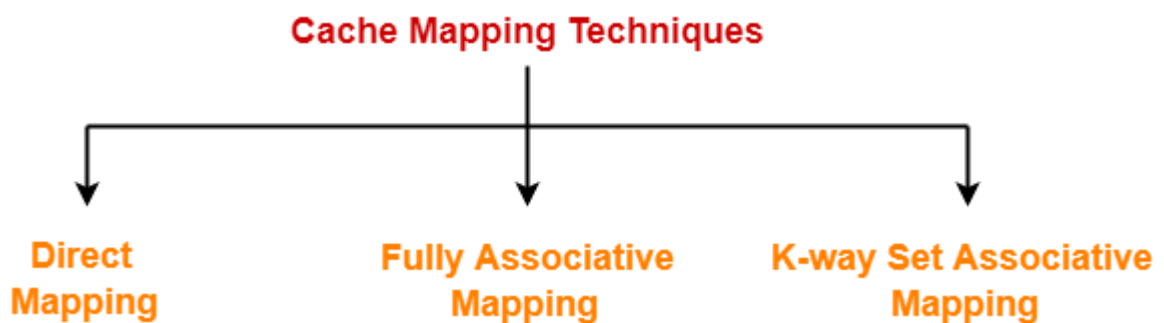 Cache Mapping Techniques
Direct
Mapping
Fully Associative
Mapping
K-way Set Associative
Mapping